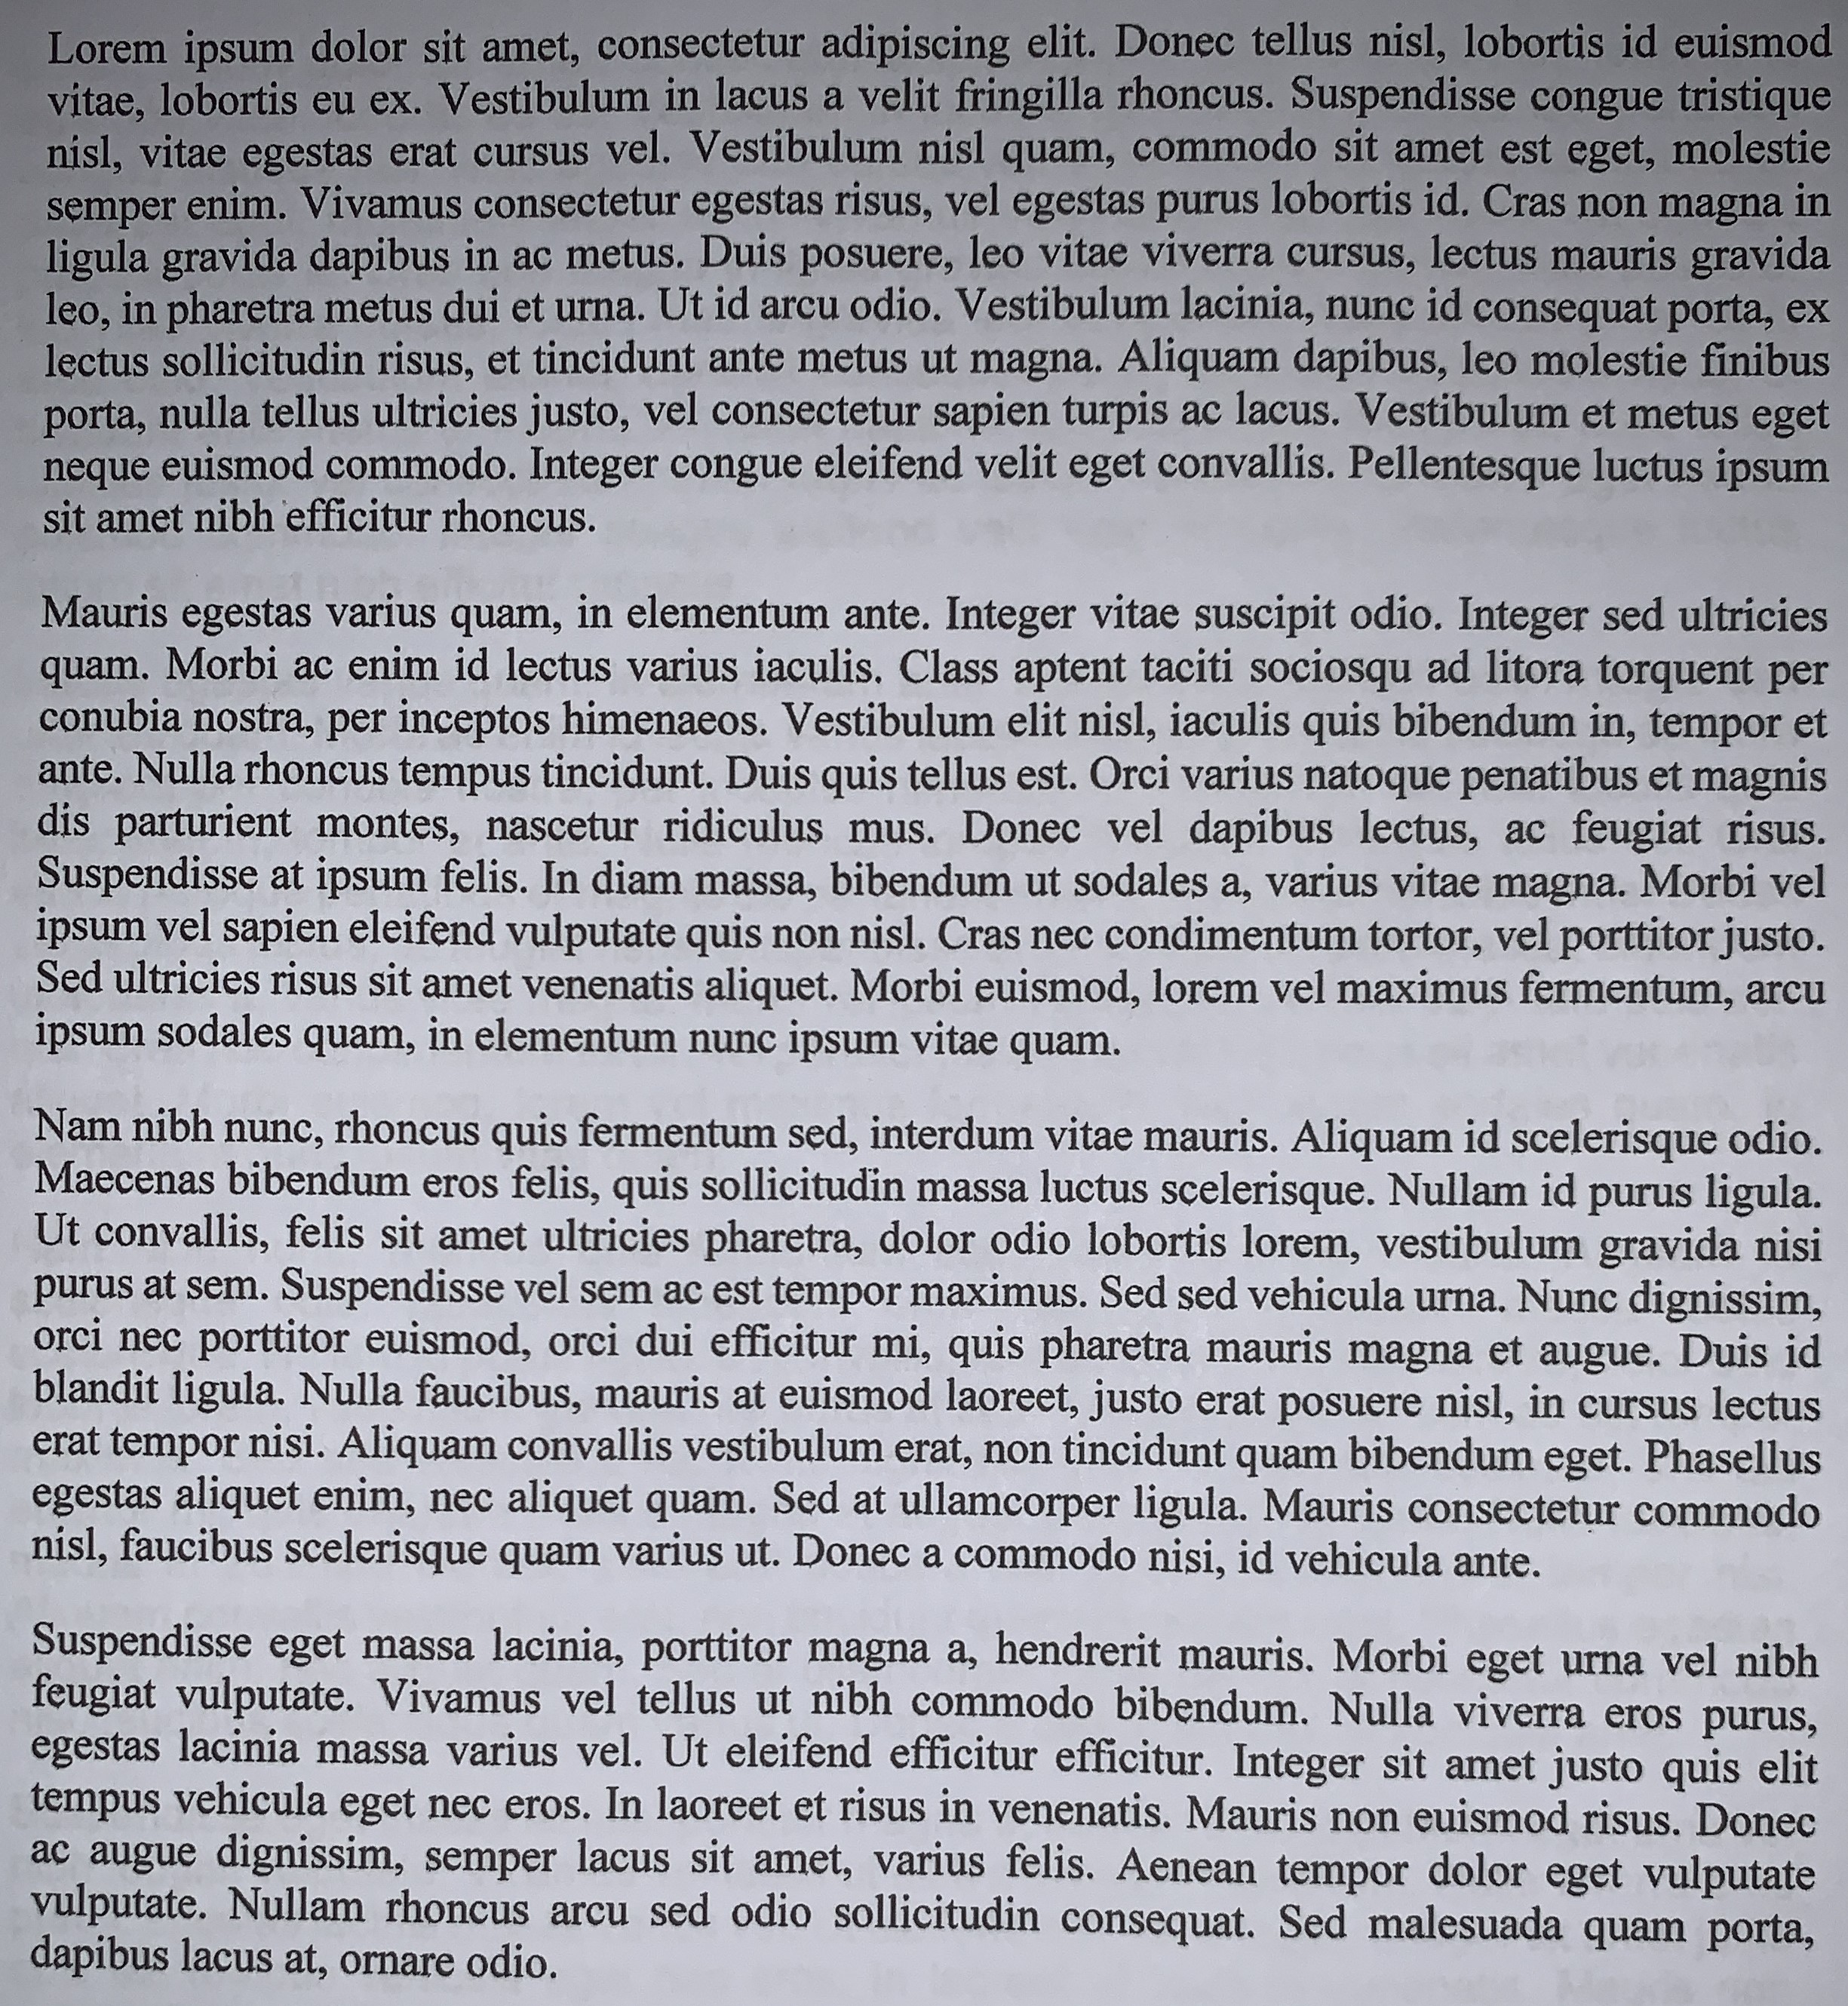 Lorem ipsum dolor sit amet, consectetur adipiscing elit. Donec tellus nisl, lobortis id euismod
vitae, lobortis eu ex. Vestibulum in lacus a velit fringilla rhoncus. Suspendisse congue tristique
nisl, vitae egestas erat cursus vel. Vestibulum nisl quam, commodo sit amet est eget, molestie
semper enim. Vivamus consectetur egestas risus, vel egestas purus lobortis id. Cras non magna in
ligula gravida dapibus in ac metus. Duis posuere, leo vitae viverra cursus, lectus mauris gravida
leo, in pharetra metus dui et urna. Ut id arcu odio. Vestibulum lacinia, nunc id consequat porta, ex
lectus sollicitudin risus, et tincidunt ante metus ut magna. Aliquam dapibus, leo molestie finibus
porta, nulla tellus ultricies justo, vel consectetur sapien turpis ac lacus. Vestibulum et metus eget
neque euismod commodo. Integer congue eleifend velit eget convallis. Pellentesque luctus ipsum
sit amet nibh efficitur rhoncus.
Mauris egestas varius quam, in elementum ante. Integer vitae suscipit odio. Integer sed ultricies
quam. Morbi ac enim id lectus varius iaculis. Class aptent taciti sociosqu ad litora torquent per
conubia nostra, per inceptos himenaeos. Vestibulum elit nisl, iaculis quis bibendum in, tempor et
ante. Nulla rhoncus tempus tincidunt. Duis quis tellus est. Orci varius natoque penatibus et magnis
dis parturient montes, nascetur ridiculus mus. Donec vel dapibus lectus, ac feugiat risus.
Suspendisse at ipsum felis. In diam massa, bibendum ut sodales a, varius vitae magna. Morbi vel
ipsum vel sapien eleifend vulputate quis non nisl. Cras nec condimentum tortor, vel porttitor justo.
Sed ultricies risus sit amet venenatis aliquet. Morbi euismod, lorem vel maximus fermentum, arcu
ipsum sodales quam, in elementum nunc ipsum vitae quam.
Nam nibh nunc, rhoncus quis fermentum sed, interdum vitae mauris. Aliquam id scelerisque odio.
Maecenas bibendum eros felis, quis sollicitudin massa luctus scelerisque. Nullam id purus ligula.
Ut convallis, felis sit amet ultricies pharetra, dolor odio lobortis lorem, vestibulum gravida nisi
purus at sem. Suspendisse vel sem ac est tempor maximus. Sed sed vehicula urna. Nunc dignissim,
orci nec porttitor euismod, orci dui efficitur mi, quis pharetra mauris magna et augue. Duis id
blandit ligula. Nulla faucibus, mauris at euismod laoreet, justo erat posuere nisl, in cursus lectus
erat tempor nisi. Aliquam convallis vestibulum erat, non tincidunt quam bibendum eget. Phasellus
egestas aliquet enim, nec aliquet quam. Sed at ullamcorper ligula. Mauris consectetur commodo
nisl, faucibus scelerisque quam varius ut. Donec a commodo nisi, id vehicula ante.
Suspendisse eget massa lacinia, porttitor magna a, hendrerit mauris. Morbi eget urna vel nibh
feugiat vulputate. Vivamus vel tellus ut nibh commodo bibendum. Nulla viverra eros purus,
egestas lacinia massa varius vel. Ut eleifend efficitur efficitur. Integer sit amet justo quis elit
tempus vehicula eget nec eros. In laoreet et risus in venenatis. Mauris non euismod risus. Donec
ac augue dignissim, semper lacus sit amet, varius felis. Aenean tempor dolor eget vulputate
vulputate. Nullam rhoncus arcu sed odio sollicitudin consequat. Sed malesuada quam porta,
dapibus lacus at, ornare odio.